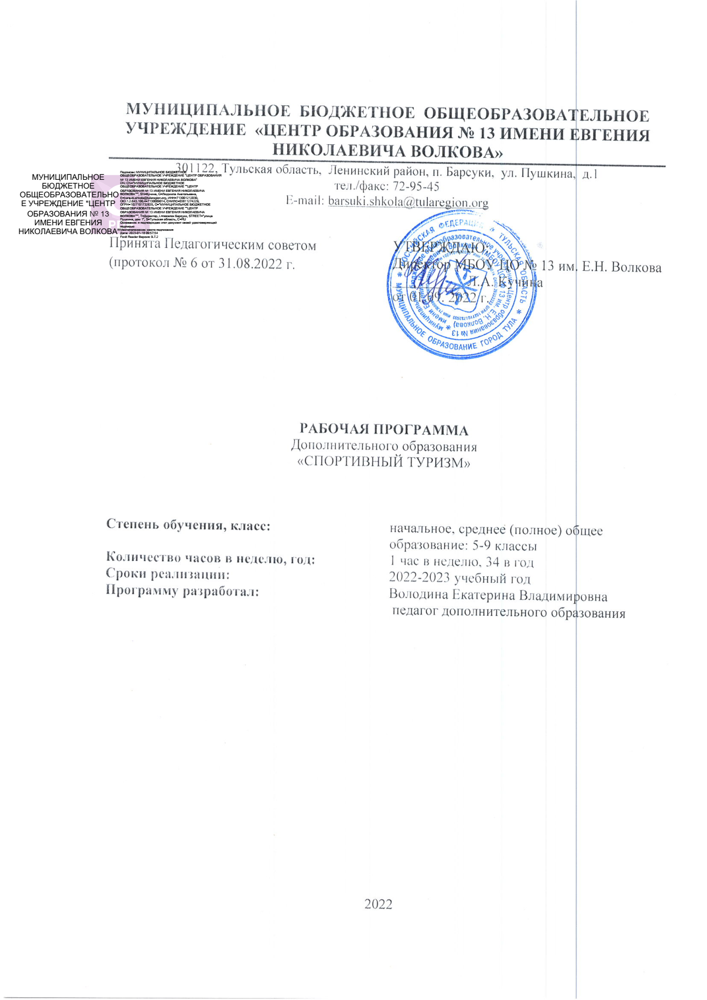 МУНИЦИПАЛЬНОЕ БЮДЖЕТНОЕ ОБЩЕОБРАЗОВАТЕЛЬНОЕ
УЧРЕЖДЕНИЕ «ЦЕНТР ОБРАЗОВАНИЯ № 13 ИМЕНИ ЕВГЕНИЯ
НИКОЛАЕВИЧА ВОЛКОВА»
301122, Тульская область, Ленинский район, п. Барсуки, ул. Пушкина, д.1
тел./факс: 72-95-45
E-mail: barsuki.shkola@tularegion.org
МУНИЦИПАЛЬНОЕ
БЮДЖЕТНОЕ
ОБЩЕОБРАЗОВАТЕЛЬНО
Е УЧРЕЖДЕНИЕ "ЦЕНТР
ОБРАЗОВАНИЯ № 13
ИМЕНИ ЕВГЕНИЯ
НИКОЛАЕВИЧА ВОЛКОВА"
Подписан: МУНИЦИПАЛЬНОЕ БЮДЖЕТНОЕ
ОБЩЕОБРАЗОВАТЕЛЬНОЕ УЧРЕЖДЕНИЕ "ЦЕНТР ОБРАЗОВАНИЯ
№ 13 ИМЕНИ ЕВГЕНИЯ НИКОЛАЕВИЧА ВОЛКОВА"
DN: CN="МУНИЦИПАЛЬНОЕ БЮДЖЕТНОЕ
ОБЩЕОБРАЗОВАТЕЛЬНОЕ УЧРЕЖДЕНИЕ ""ЦЕНТР
ОБРАЗОВАНИЯ № 13 ИМЕНИ ЕВГЕНИЯ НИКОЛАЕВИЧА
ВОЛКОВА""", SN=Кучина, G=Людмила Анатольевна,
E=barsuki.shkola@tularegion.org, ИНН=713001212030,
OID.1.2.643.100.4=7130009014, СНИЛС=03811274229,
ОГРН=1027101732635, O="МУНИЦИПАЛЬНОЕ БЮДЖЕТНОЕ
ОБЩЕОБРАЗОВАТЕЛЬНОЕ УЧРЕЖДЕНИЕ ""ЦЕНТР
ОБРАЗОВАНИЯ № 13 ИМЕНИ ЕВГЕНИЯ НИКОЛАЕВИЧА
ВОЛКОВА""", T=Директор, L=поселок Барсуки, STREET="улица
Пушкина, дом 1", S=Тульская область, C=RU
Основание: я подтверждаю этот документ своей удостоверяющей
подписью
Местоположение: место подписания
Дата: 2023-01-18 09:57:54
Foxit Reader Версия: 9.7.2
Принята Педагогическим советом
(протокол № 6 от 31.08.2022 г.
УТВЕРЖДАЮ:
Директор МБОУ ЦО № 13 им. Е.Н. Волкова
Л.А. Кучина
от 01.09. 2022 г.
РОССИЙСКАЯ ФЕДЕРАЦИЯ * ТУЛЬСКАЯ ОБЛАСТЬ * МУНИЦИПАЛЬНОЕ ОБРАЗОВАНИЕ ГОРОД ТУЛА *
РАБОЧАЯ ПРОГРАММА
Дополнительного образования
«СПОРТИВНЫЙ ТУРИЗМ»
Степень обучения, класс:
начальное, среднее (полное) общее
образование: 5-9 классы
Количество часов в неделю, год:
1 час в неделю, 34 в год
Сроки реализации:
2022-2023 учебный год
Программу разработал:
Володина Екатерина Владимировна
педагог дополнительного образования
2022